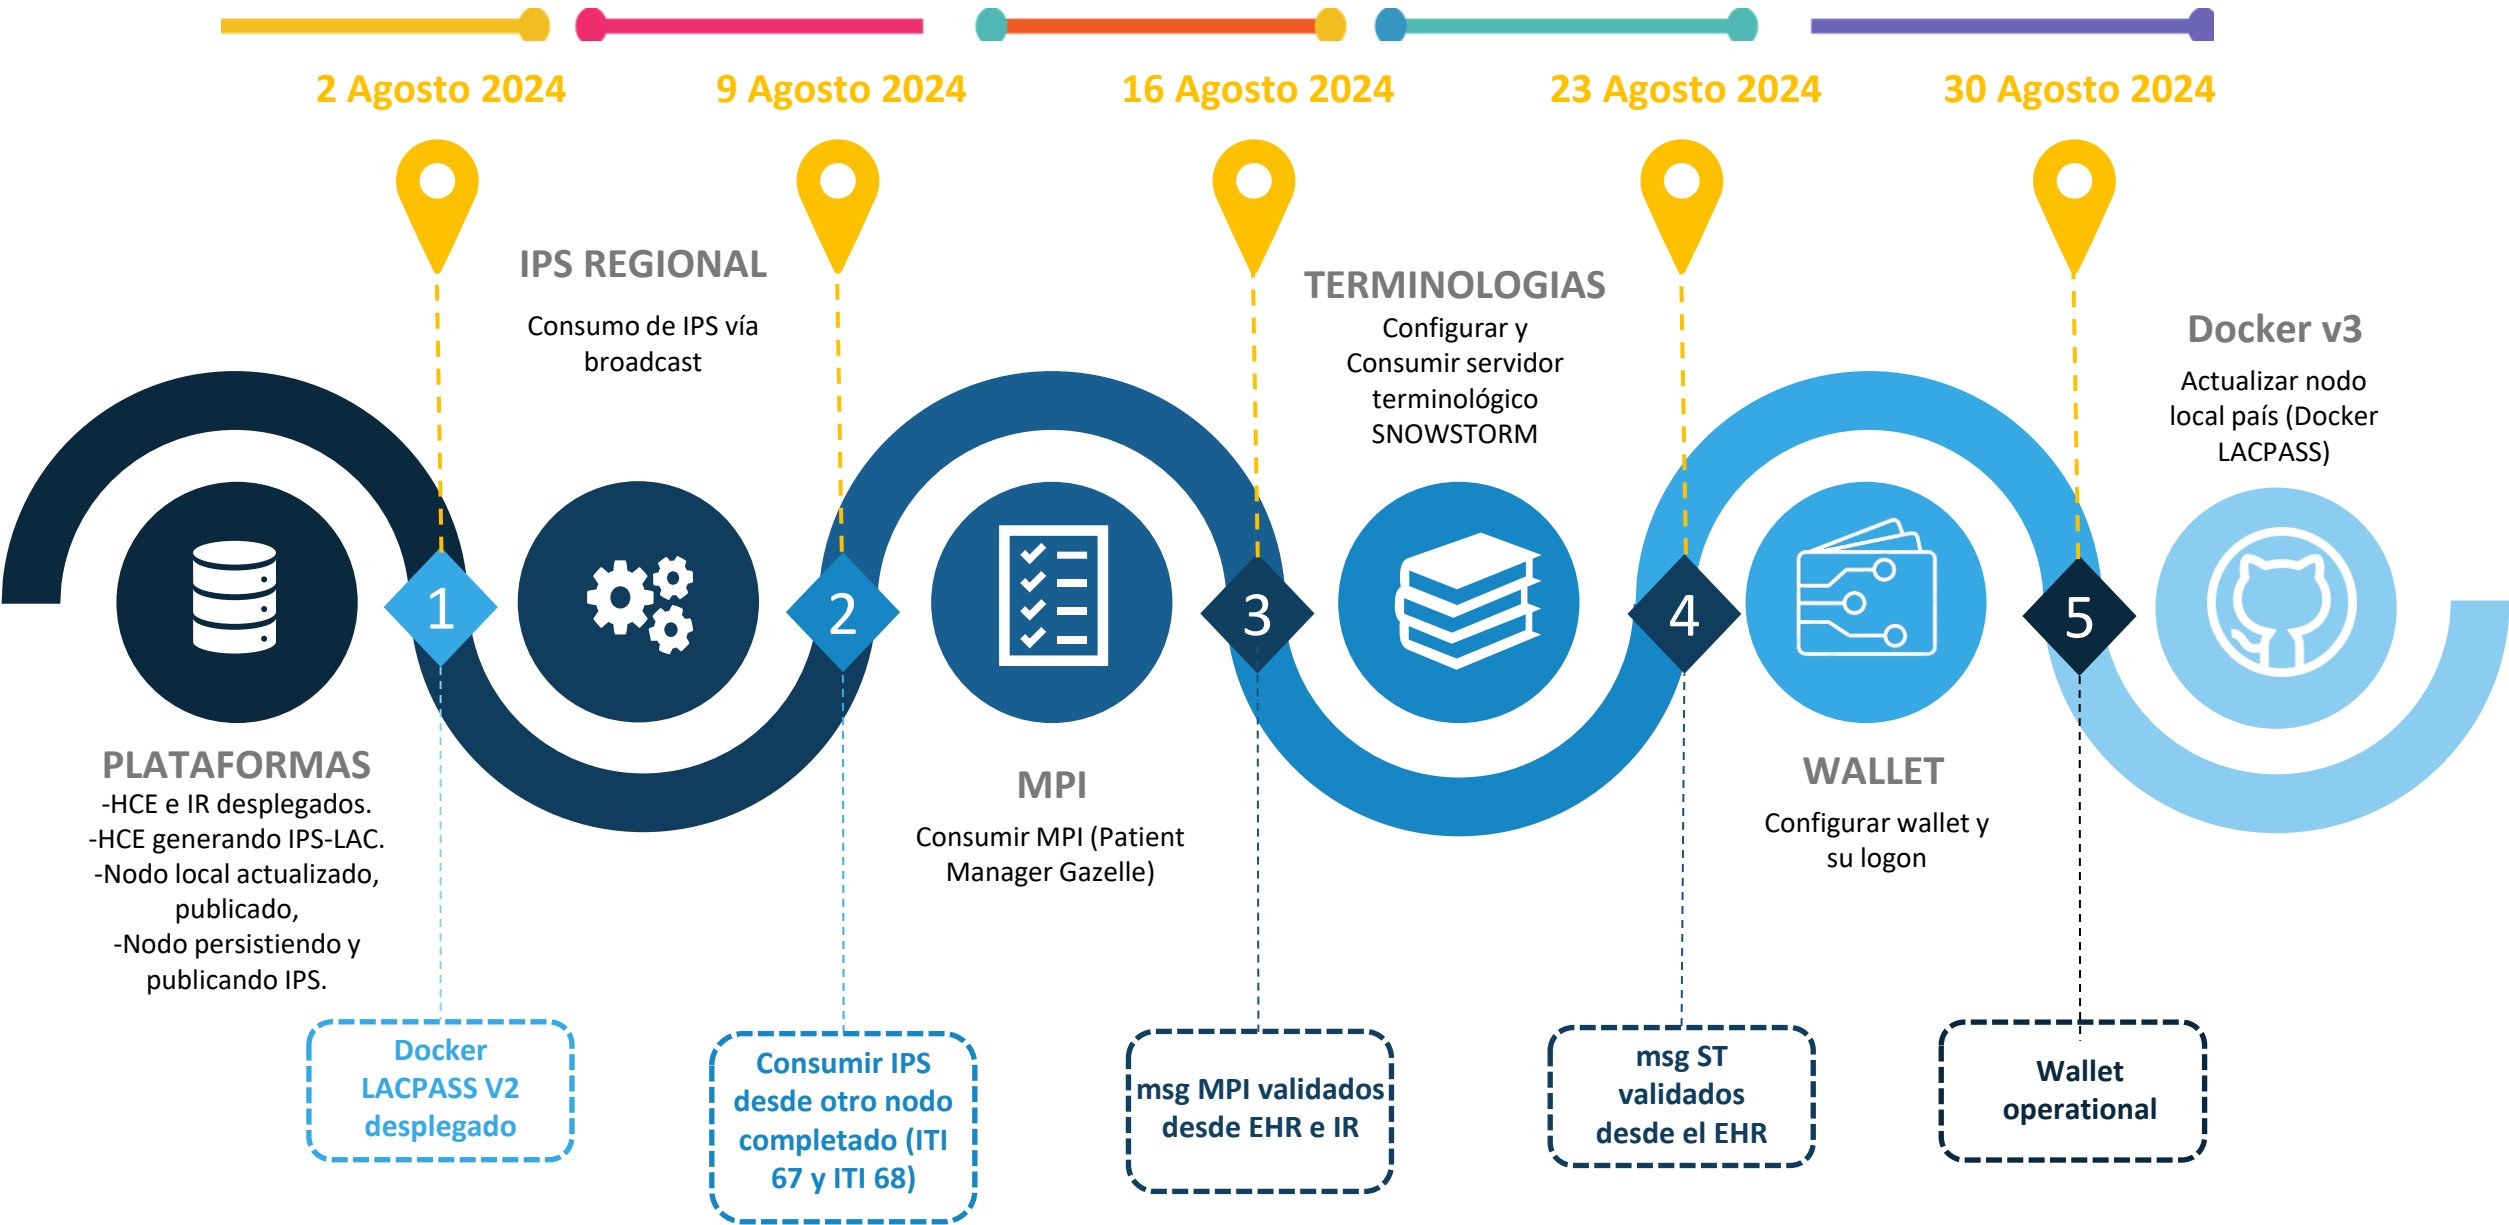 2 Agosto 2024
9 Agosto 2024
16 Agosto 2024
23 Agosto 2024
30 Agosto 2024
IPS REGIONAL
Consumo de IPS vía
broadcast
TERMINOLOGIAS
Configurar y
Consumir servidor
terminológico
SNOWSTORM
Docker v3
Actualizar nodo
local país (Docker
LACPASS)
1
2
3
4
5
PLATAFORMAS
-HCE e IR desplegados.
-HCE generando IPS-LAC.
-Nodo local actualizado,
publicado,
-Nodo persistiendo y
publicando IPS.
MPI
Consumir MPI (Patient
Manager Gazelle)
WALLET
Configurar wallet y
su logon
Docker
LACPASS V2
desplegado
Consumir IPS
desde otro nodo
completado (ITI
67 y ITI 68)
msg MPI validados
desde EHR e IR
msg ST
validados
desde el EHR
Wallet
operational